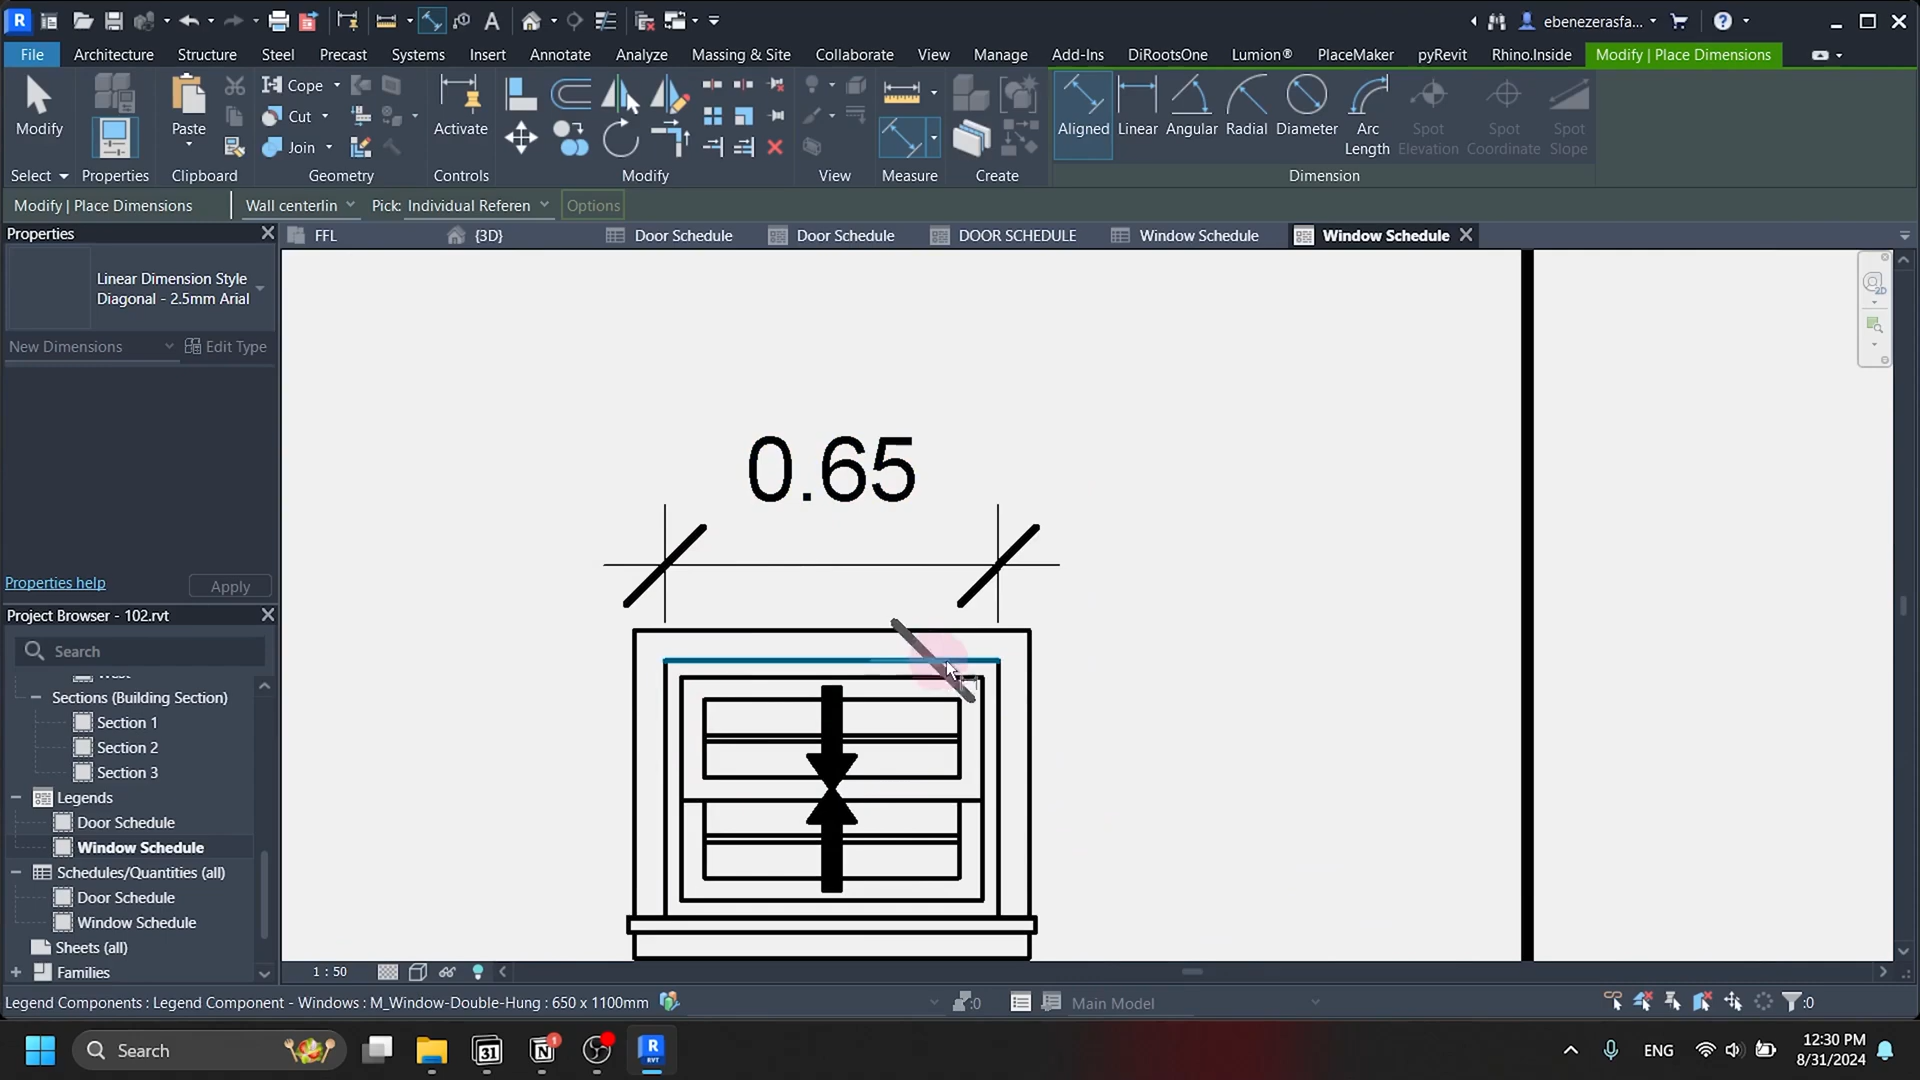 ebenezerasfa...
File Architecture Structure Steel Precast Systems Insert Annotate Analyze Massing & Site Collaborate View Manage Add-Ins DiRootsOne Lumion® PlaceMaker pyRevit Rhino.Inside Modify | Place Dimensions
Modify Paste Cope Cut Join Activate Aligned Linear Angular Radial Diameter Arc Length Spot Elevation Spot Coordinate Spot Slope
Select Properties Clipboard Geometry Controls Modify View Measure Create Dimension
Modify | Place Dimensions Wall centerlin Pick: Individual Referen Options
Properties
FFL {3D} Door Schedule Door Schedule DOOR SCHEDULE Window Schedule Window Schedule
Linear Dimension Style
Diagonal - 2.5mm Arial
New Dimensions Edit Type
0.65
Properties help Apply
Project Browser - 102.rvt
Search
Sections (Building Section)
Section 1
Section 2
Section 3
Legends
Door Schedule
Window Schedule
Schedules/Quantities (all)
Door Schedule
Window Schedule
Sheets (all)
Families
1 : 50
Legend Components : Legend Component - Windows : M_Window-Double-Hung : 650 x 1100mm :0 Main Model :0
Search 31 1 ENG 12:30 PM
8/31/2024